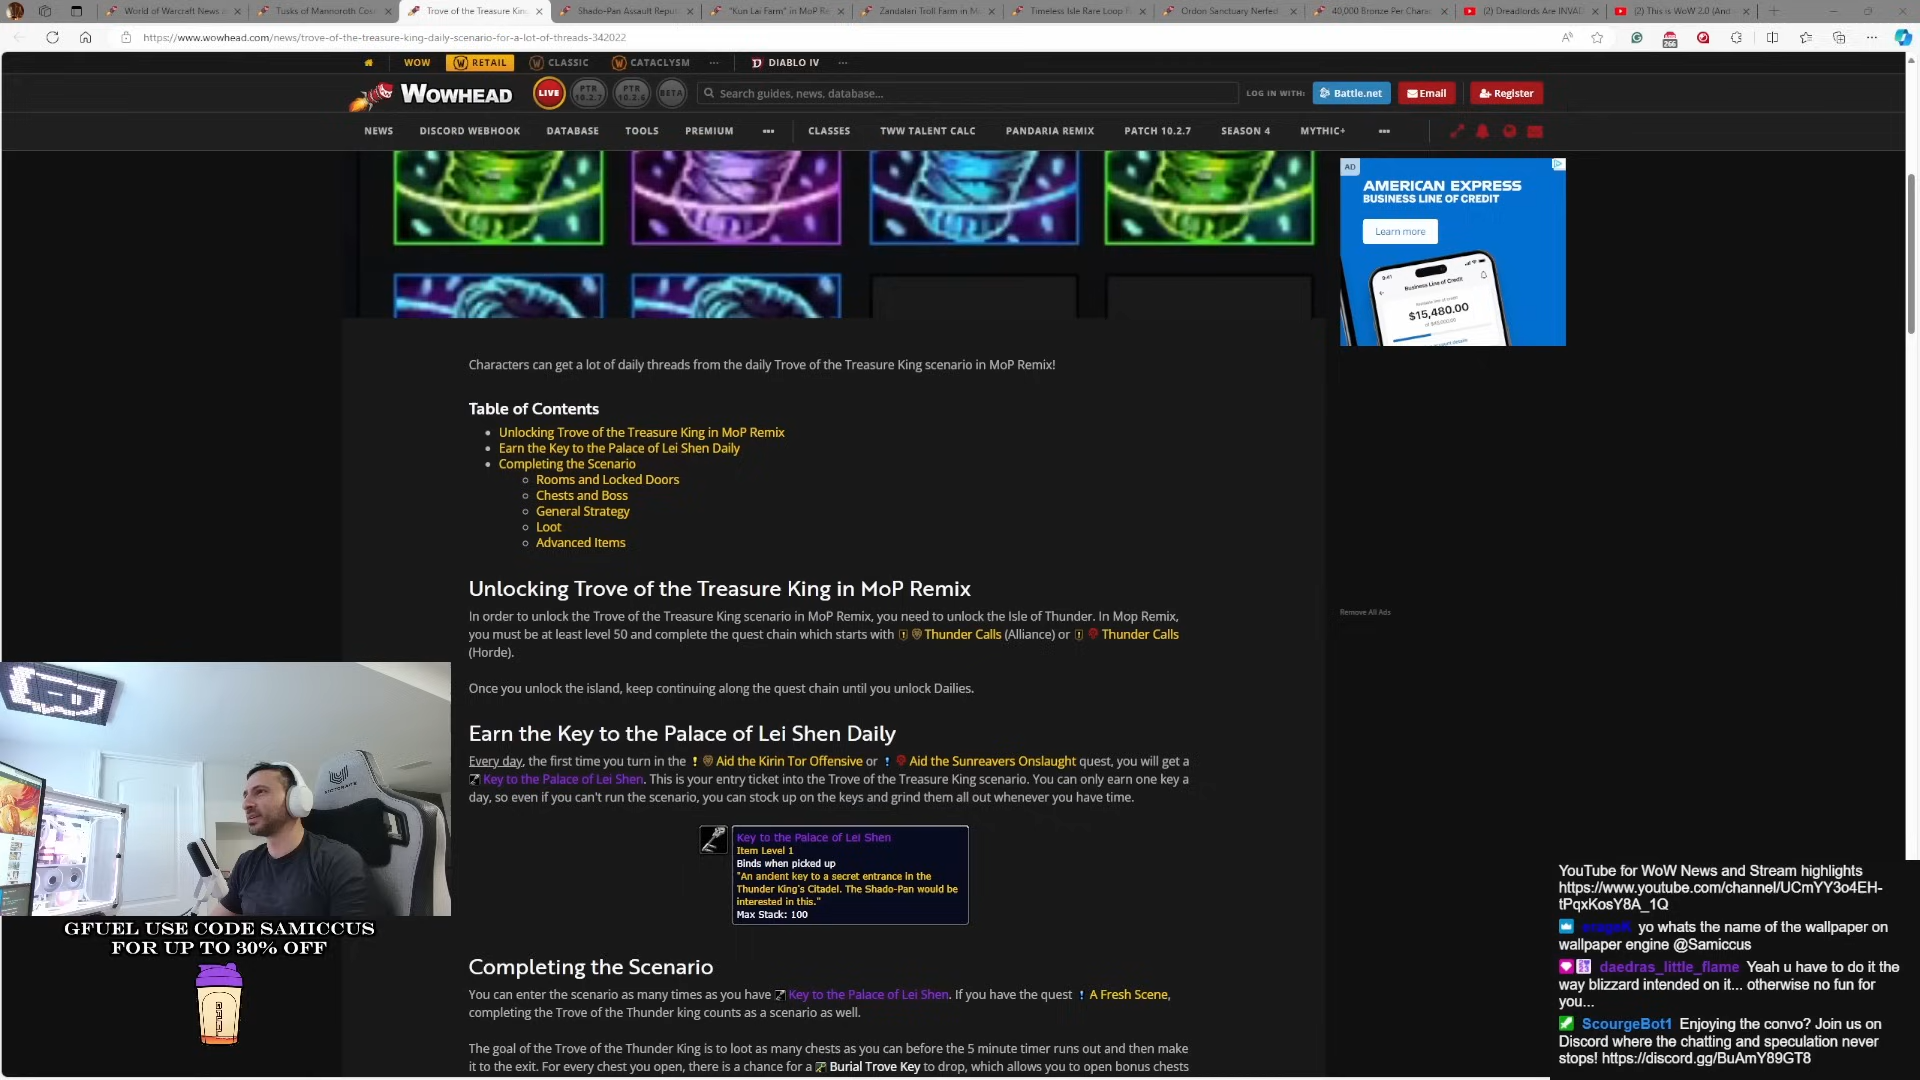 World of Warcraft News a
Tusks of Mannoroth Cos
Trove of the Treasure Kin
Shado-Pan Assault Reput
"Kun Lai Farm" in MoP Re
Zandalari Troll Farm in M
Timeless Isle Rare Loop F
Ordon Sanctuary Nerfed
40,000 Bronze Per Charac
(2) Dreadlords Are INVAD
(2) This is WoW 2.0 (And
https://www.wowhead.com/news/trove-of-the-treasure-king-daily-scenario-for-a-lot-of-threads-342022
WOW
RETAIL
CLASSIC
CATACLYSM
DIABLO IV
WOWHEAD
LIVE
PTR 10.2.7
PTR 10.2.6
BETA
Search guides, news, database...
LOG IN WITH:
Battle.net
Email
Register
NEWS
DISCORD WEBHOOK
DATABASE
TOOLS
PREMIUM
CLASSES
TWW TALENT CALC
PANDARIA REMIX
PATCH 10.2.7
SEASON 4
MYTHIC+
AD
AMERICAN EXPRESS
BUSINESS LINE OF CREDIT
Learn more
Business Line of Credit
$15,480.00
Remove All Ads
Characters can get a lot of daily threads from the daily Trove of the Treasure King scenario in MoP Remix!
Table of Contents
Unlocking Trove of the Treasure King in MoP Remix
Earn the Key to the Palace of Lei Shen Daily
Completing the Scenario
Rooms and Locked Doors
Chests and Boss
General Strategy
Loot
Advanced Items
Unlocking Trove of the Treasure King in MoP Remix
In order to unlock the Trove of the Treasure King scenario in MoP Remix, you need to unlock the Isle of Thunder. In Mop Remix,
you must be at least level 50 and complete the quest chain which starts with Thunder Calls (Alliance) or Thunder Calls
(Horde).
Once you unlock the island, keep continuing along the quest chain until you unlock Dailies.
Earn the Key to the Palace of Lei Shen Daily
Every day, the first time you turn in the Aid the Kirin Tor Offensive or Aid the Sunreavers Onslaught quest, you will get a
Key to the Palace of Lei Shen. This is your entry ticket into the Trove of the Treasure King scenario. You can only earn one key a
day, so even if you can't run the scenario, you can stock up on the keys and grind them all out whenever you have time.
Key to the Palace of Lei Shen
Item Level 1
Binds when picked up
"An ancient key to a secret entrance in the
Thunder King's Citadel. The Shado-Pan would be
interested in this."
Max Stack: 100
Completing the Scenario
You can enter the scenario as many times as you have Key to the Palace of Lei Shen. If you have the quest A Fresh Scene,
completing the Trove of the Thunder king counts as a scenario as well.
The goal of the Trove of the Thunder King is to loot as many chests as you can before the 5 minute timer runs out and then make
it to the exit. For every chest you open, there is a chance for a Burial Trove Key to drop, which allows you to open bonus chests
GFUEL USE CODE SAMICCUS
FOR UP TO 30% OFF
YouTube for WoW News and Stream highlights
https://www.youtube.com/channel/UCmYY3o4EH-
tPqxKosY8A_1Q
yo whats the name of the wallpaper on
wallpaper engine @Samiccus
daedras_little_flame Yeah u have to do it the
way blizzard intended on it... otherwise no fun for
you...
ScourgeBot1 Enjoying the convo? Join us on
Discord where the chatting and speculation never
stops! https://discord.gg/BuAmY89GT8